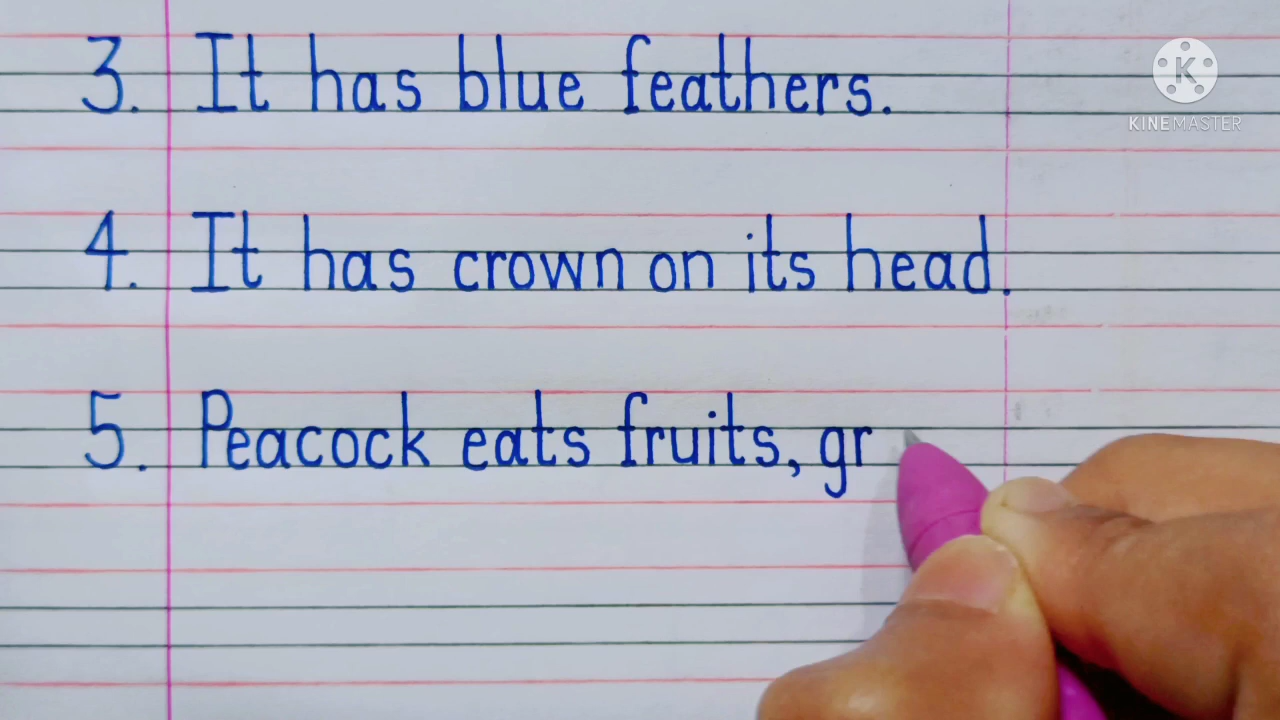 3. It has blue feathers.
K
KINEMASTER
4. It has crown on its head.
5. Peacock eats fruits, gr